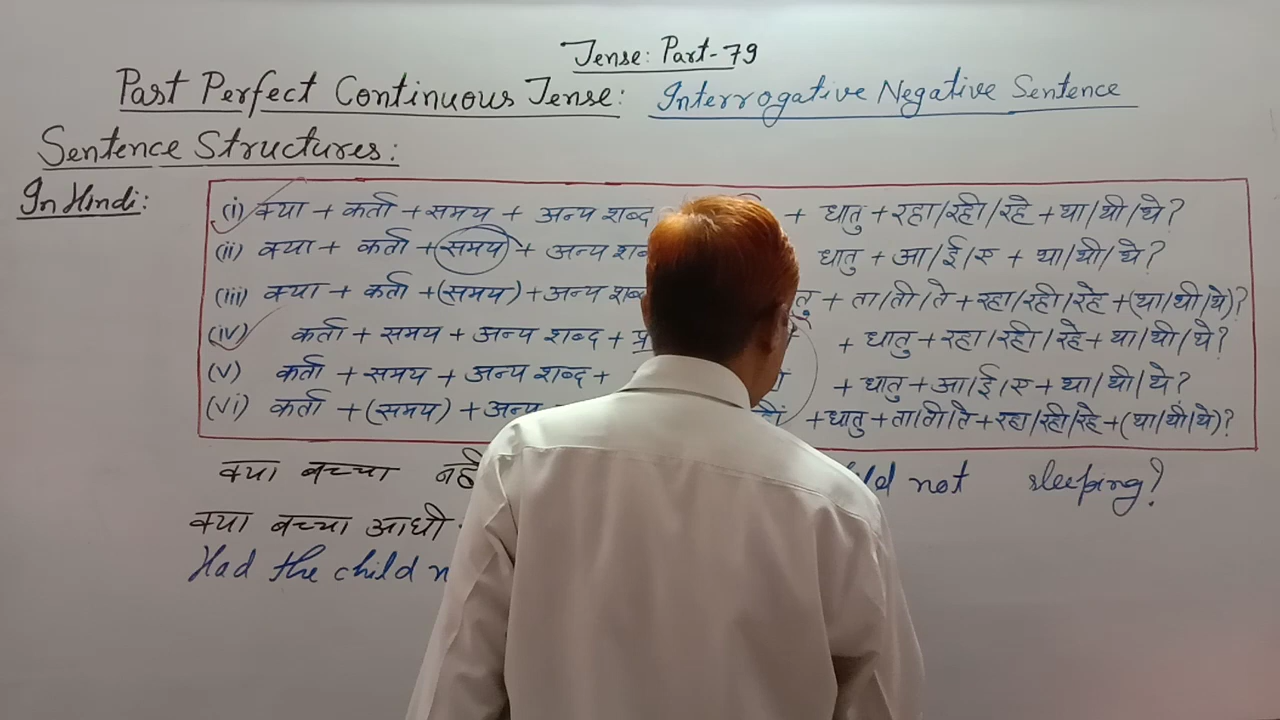 Tense: Part-79
Past Perfect Continuous Tense: Interrogative Negative Sentence
Sentence Structures:
In Hindi:
(i) क्या + कर्ता + समय + अन्य शब्द + धातु + रहा/रही/रहे + था/थी/थे?
(ii) क्या + कर्ता + (समय) + अन्य धातु + आ/ई/ए + था/थी/थे?
(iii) क्या + कर्ता + (समय) + अन्य + ता/ती/ते + रहा/रही/रहे + (था/थी/थे)?
(iv) कर्ता + समय + अन्य शब्द + + धातु + रहा/रही/रहे + था/थी/थे?
(v) कर्ता + समय + अन्य शब्द + + धातु + आ/ई/ए + था/थी/थे?
(vi) कर्ता + (समय) + अन्य + धातु + ता/ती/ते + रहा/रही/रहे + (था/थी/थे)?
क्या बच्चा not sleeping?
क्या बच्चा आधी
Had the child